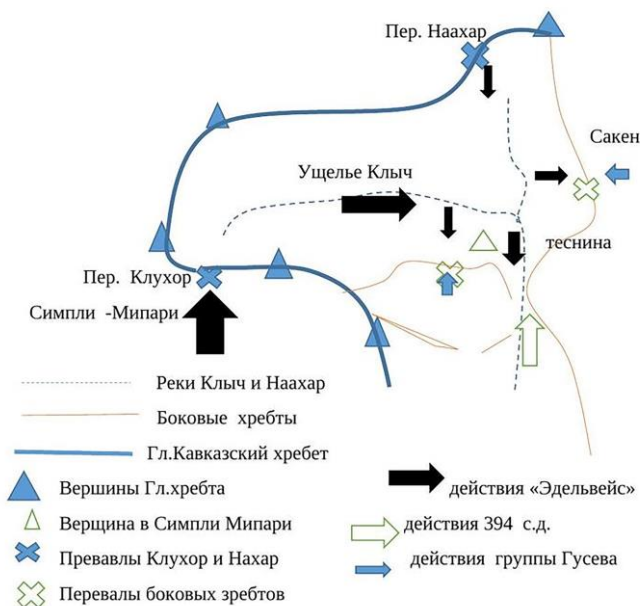 Пер. Наахар
Сакен
Ущелье Клыч
теснина
Пер. Клухор
Симпли -Мипари
Реки Клыч и Наахар
Боковые хребты
Гл.Кавказский хребет
Вершины Гл.хребта
действия «Эдельвейс»
Верщина в Симпли Мипари
действия 394 с.д.
Превавлы Клухор и Нахар
действия группы Гусева
Перевалы боковых зребтов